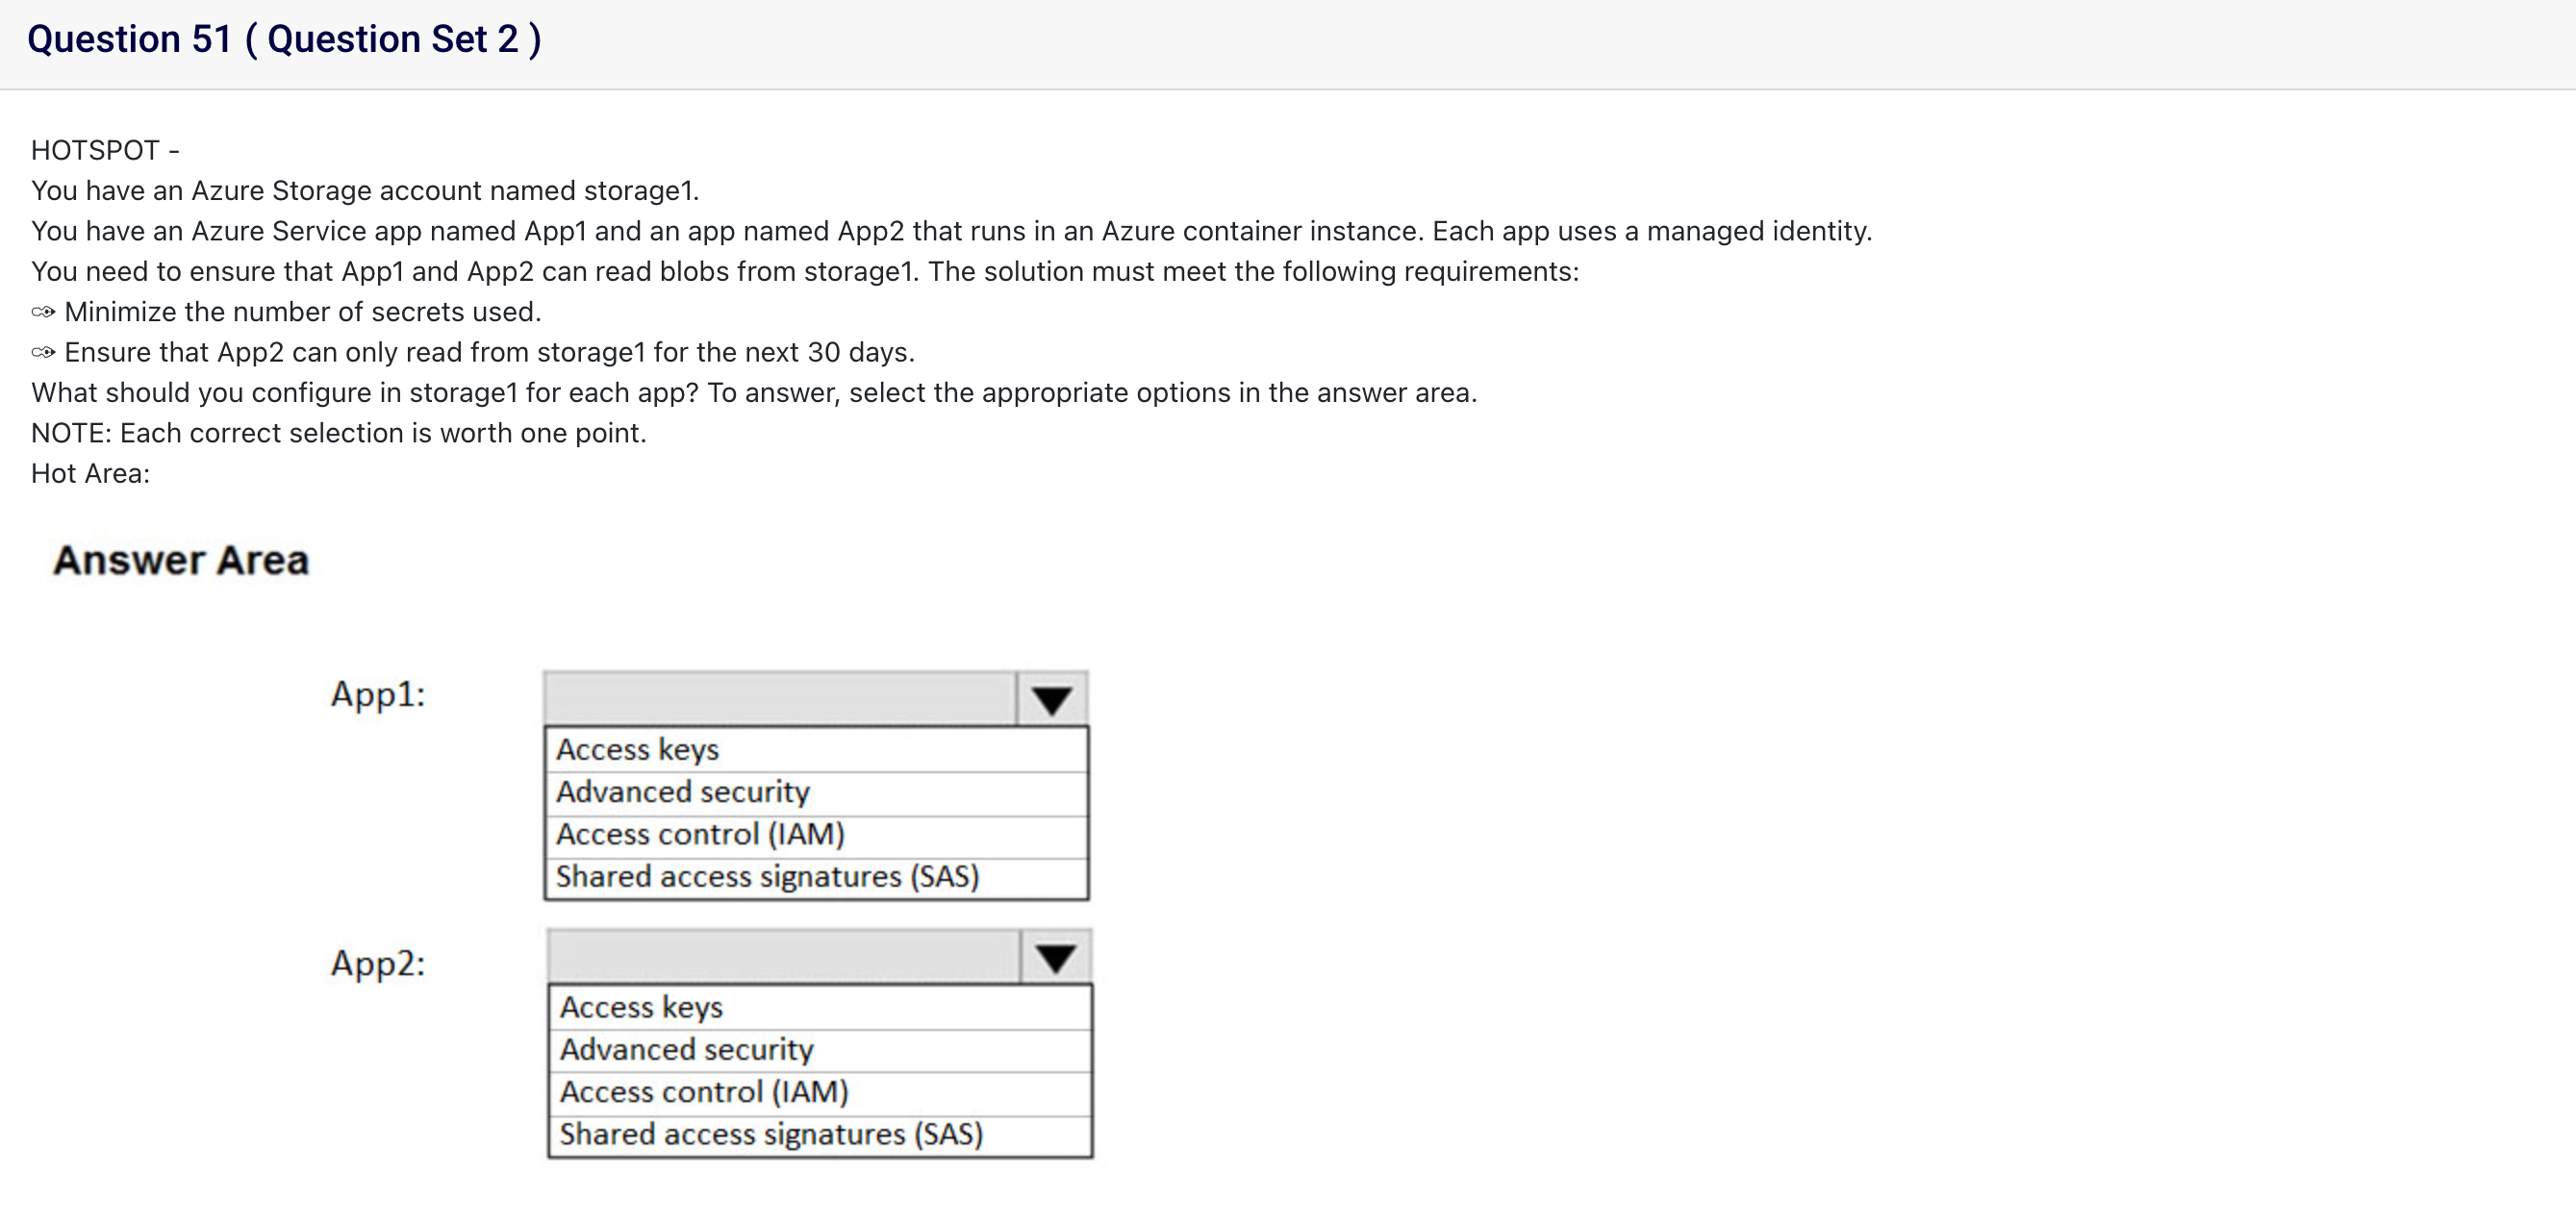 Question 51 ( Question Set 2 )
HOTSPOT -
You have an Azure Storage account named storage1.
You have an Azure Service app named App1 and an app named App2 that runs in an Azure container instance. Each app uses a managed identity.
You need to ensure that App1 and App2 can read blobs from storage1. The solution must meet the following requirements:
Minimize the number of secrets used.
Ensure that App2 can only read from storage1 for the next 30 days.
What should you configure in storage1 for each app? To answer, select the appropriate options in the answer area.
NOTE: Each correct selection is worth one point.
Hot Area:
Answer Area
App1:
Access keys
Advanced security
Access control (IAM)
Shared access signatures (SAS)
App2:
Access keys
Advanced security
Access control (IAM)
Shared access signatures (SAS)